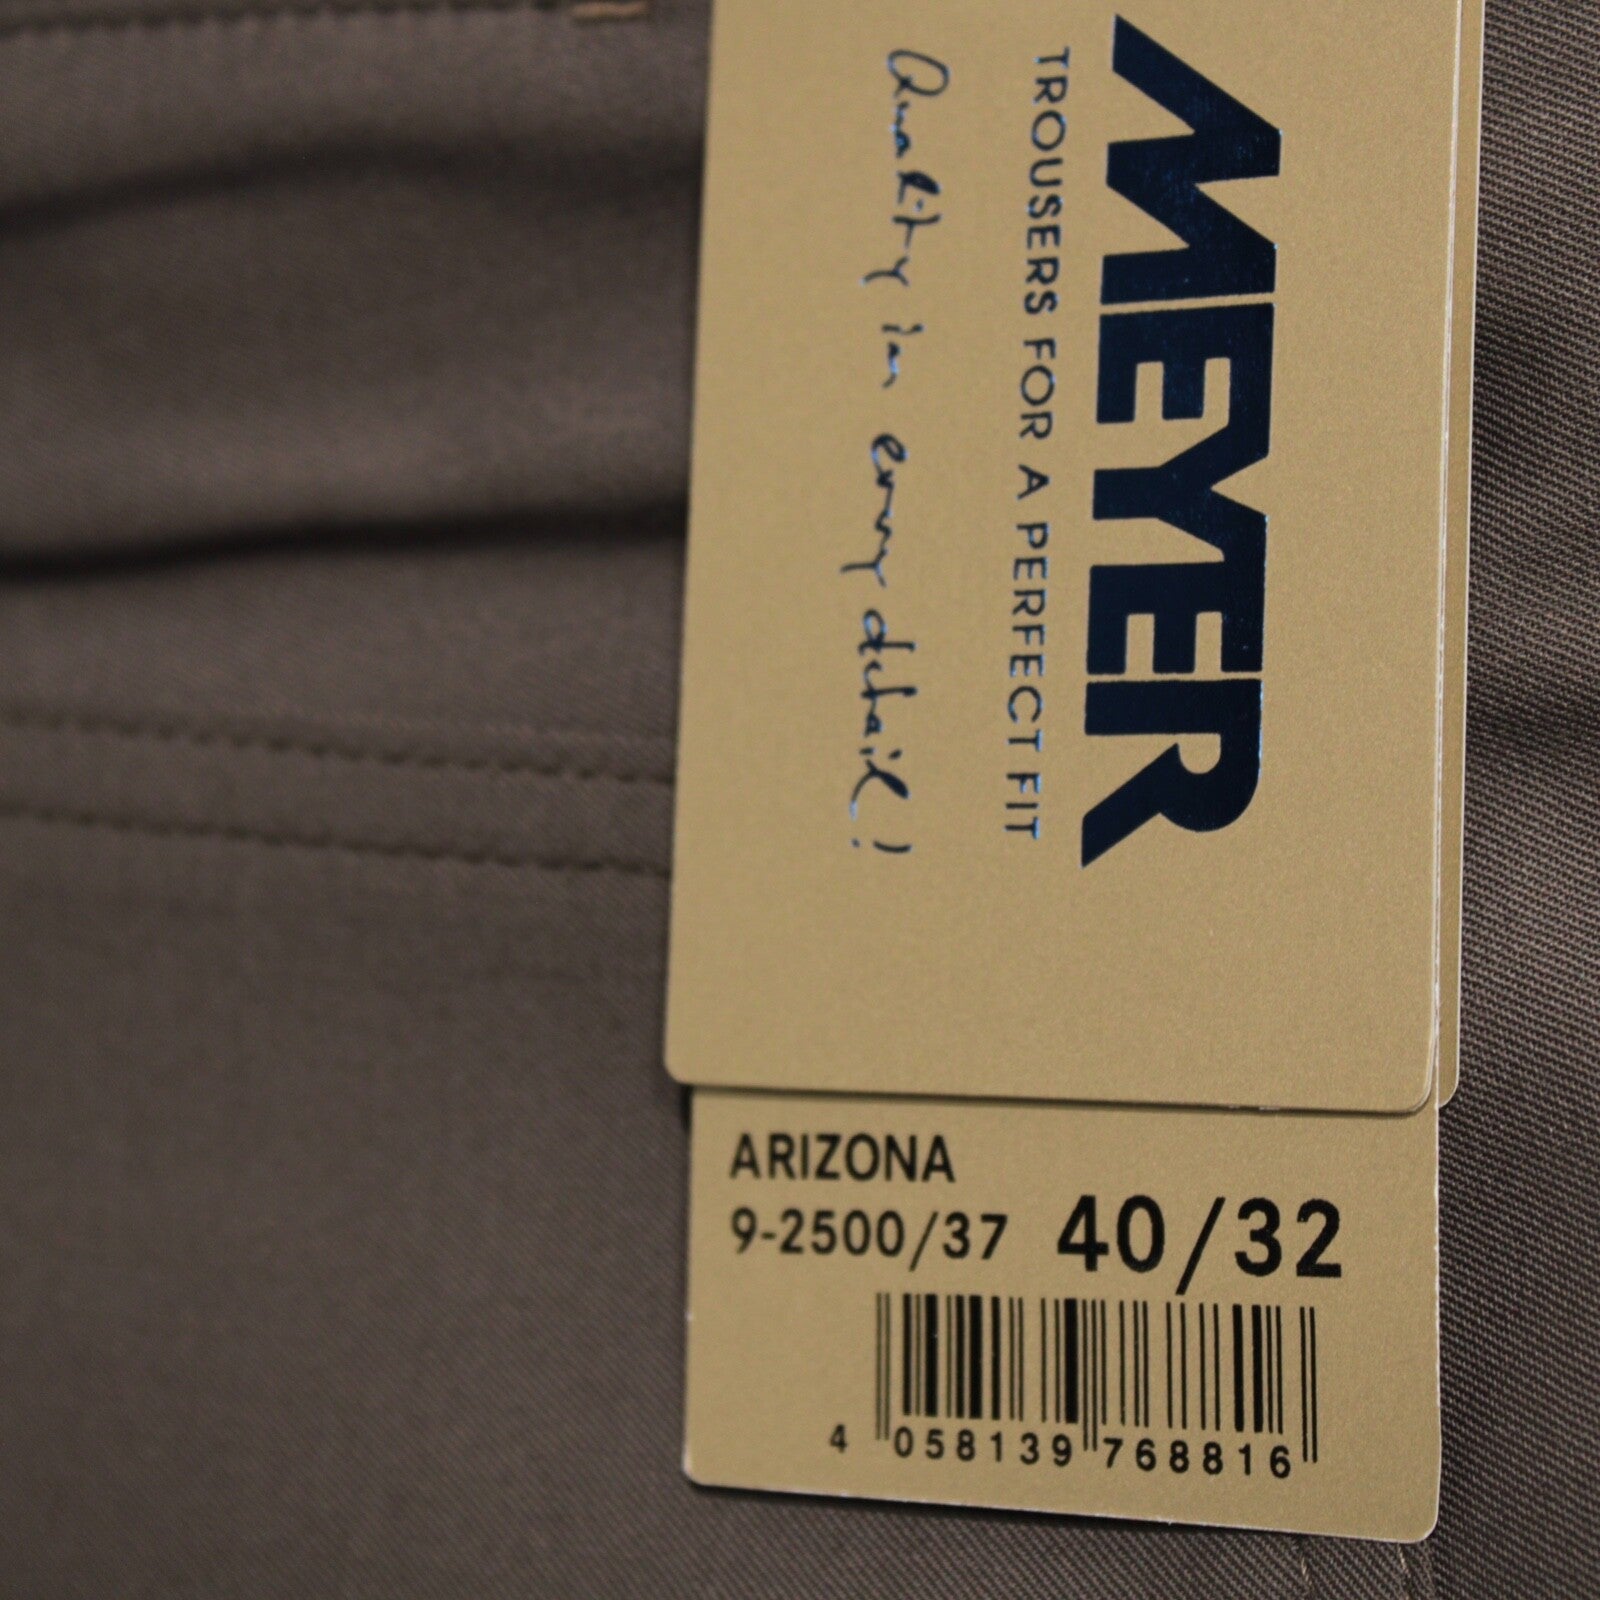 MEYER
TROUSERS FOR A PERFECT FIT
Quality in every detail!
ARIZONA
9-2500/37 40/32
4 058139 768816